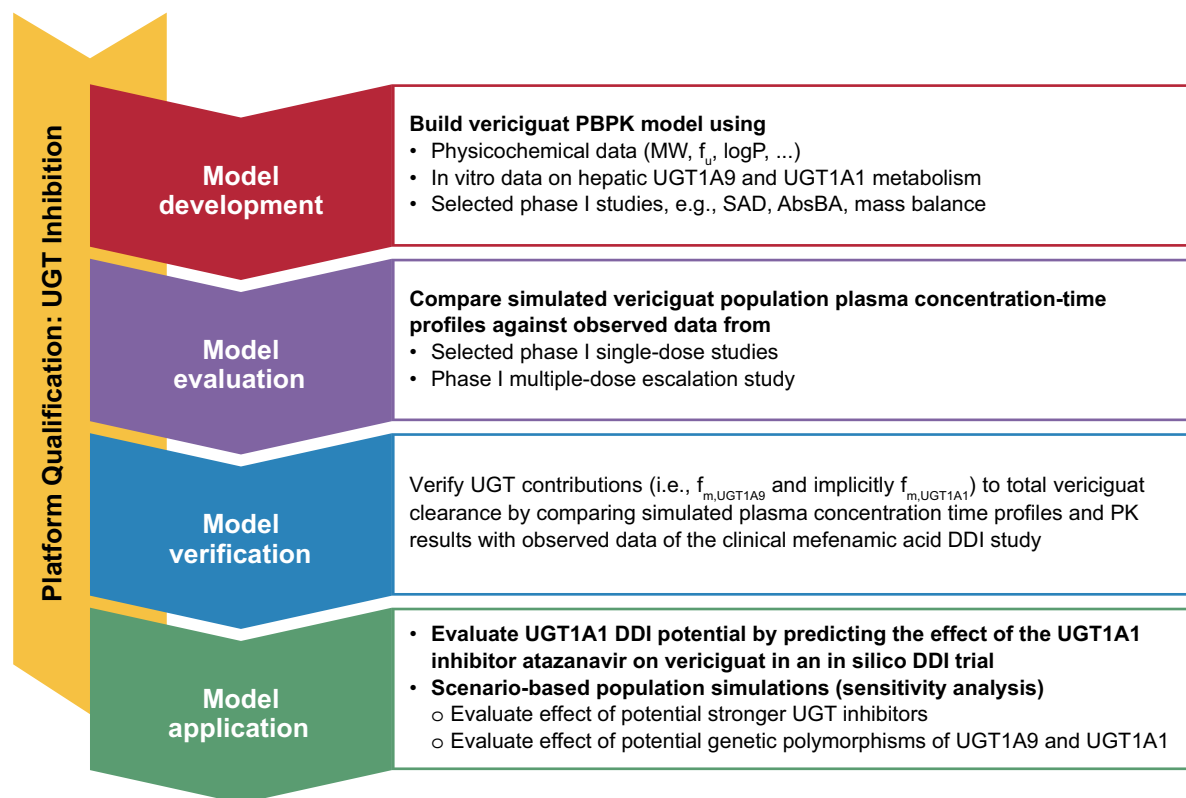 Platform Qualification: UGT Inhibition
Model
development
Build vericiguat PBPK model using
• Physicochemical data (MW, fu, logP, ...)
• In vitro data on hepatic UGT1A9 and UGT1A1 metabolism
• Selected phase I studies, e.g., SAD, AbsBA, mass balance
Model
evaluation
Compare simulated vericiguat population plasma concentration-time
profiles against observed data from
• Selected phase I single-dose studies
• Phase I multiple-dose escalation study
Model
verification
Verify UGT contributions (i.e., fm,UGT1A9 and implicitly fm,UGT1A1) to total vericiguat
clearance by comparing simulated plasma concentration time profiles and PK
results with observed data of the clinical mefenamic acid DDI study
Model
application
• Evaluate UGT1A1 DDI potential by predicting the effect of the UGT1A1
inhibitor atazanavir on vericiguat in an in silico DDI trial
• Scenario-based population simulations (sensitivity analysis)
o Evaluate effect of potential stronger UGT inhibitors
o Evaluate effect of potential genetic polymorphisms of UGT1A9 and UGT1A1